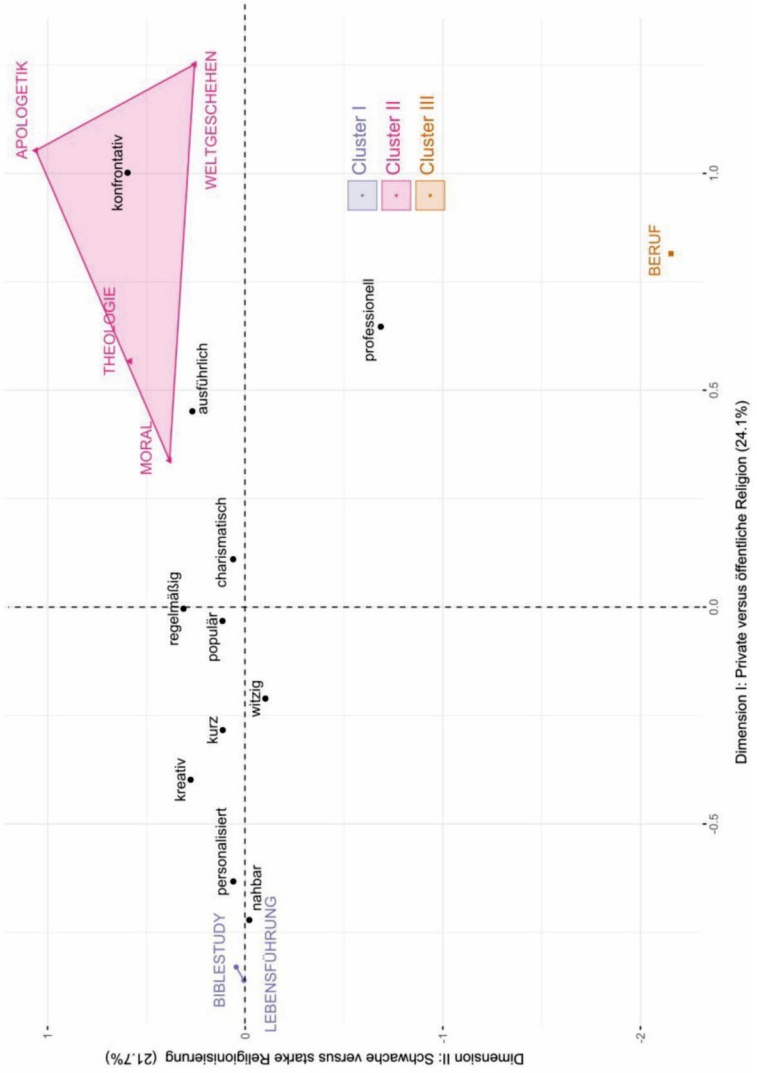 APOLOGETIK
WELTGESCHEHEN
konfrontativ
THEOLOGIE
MORAL
ausführlich
charismatisch
regelmäßig
populär
witzig
kurz
kreativ
personalisiert
nahbar
BIBLESTUDY
LEBENSFÜHRUNG
professionell
BERUF
Cluster I
Cluster II
Cluster III
1
0
-1
-2
Dimension II: Schwache versus starke Religionisierung (21.7%)
-0.5
0.0
0.5
1.0
Dimension I: Private versus öffentliche Religion (24.1%)